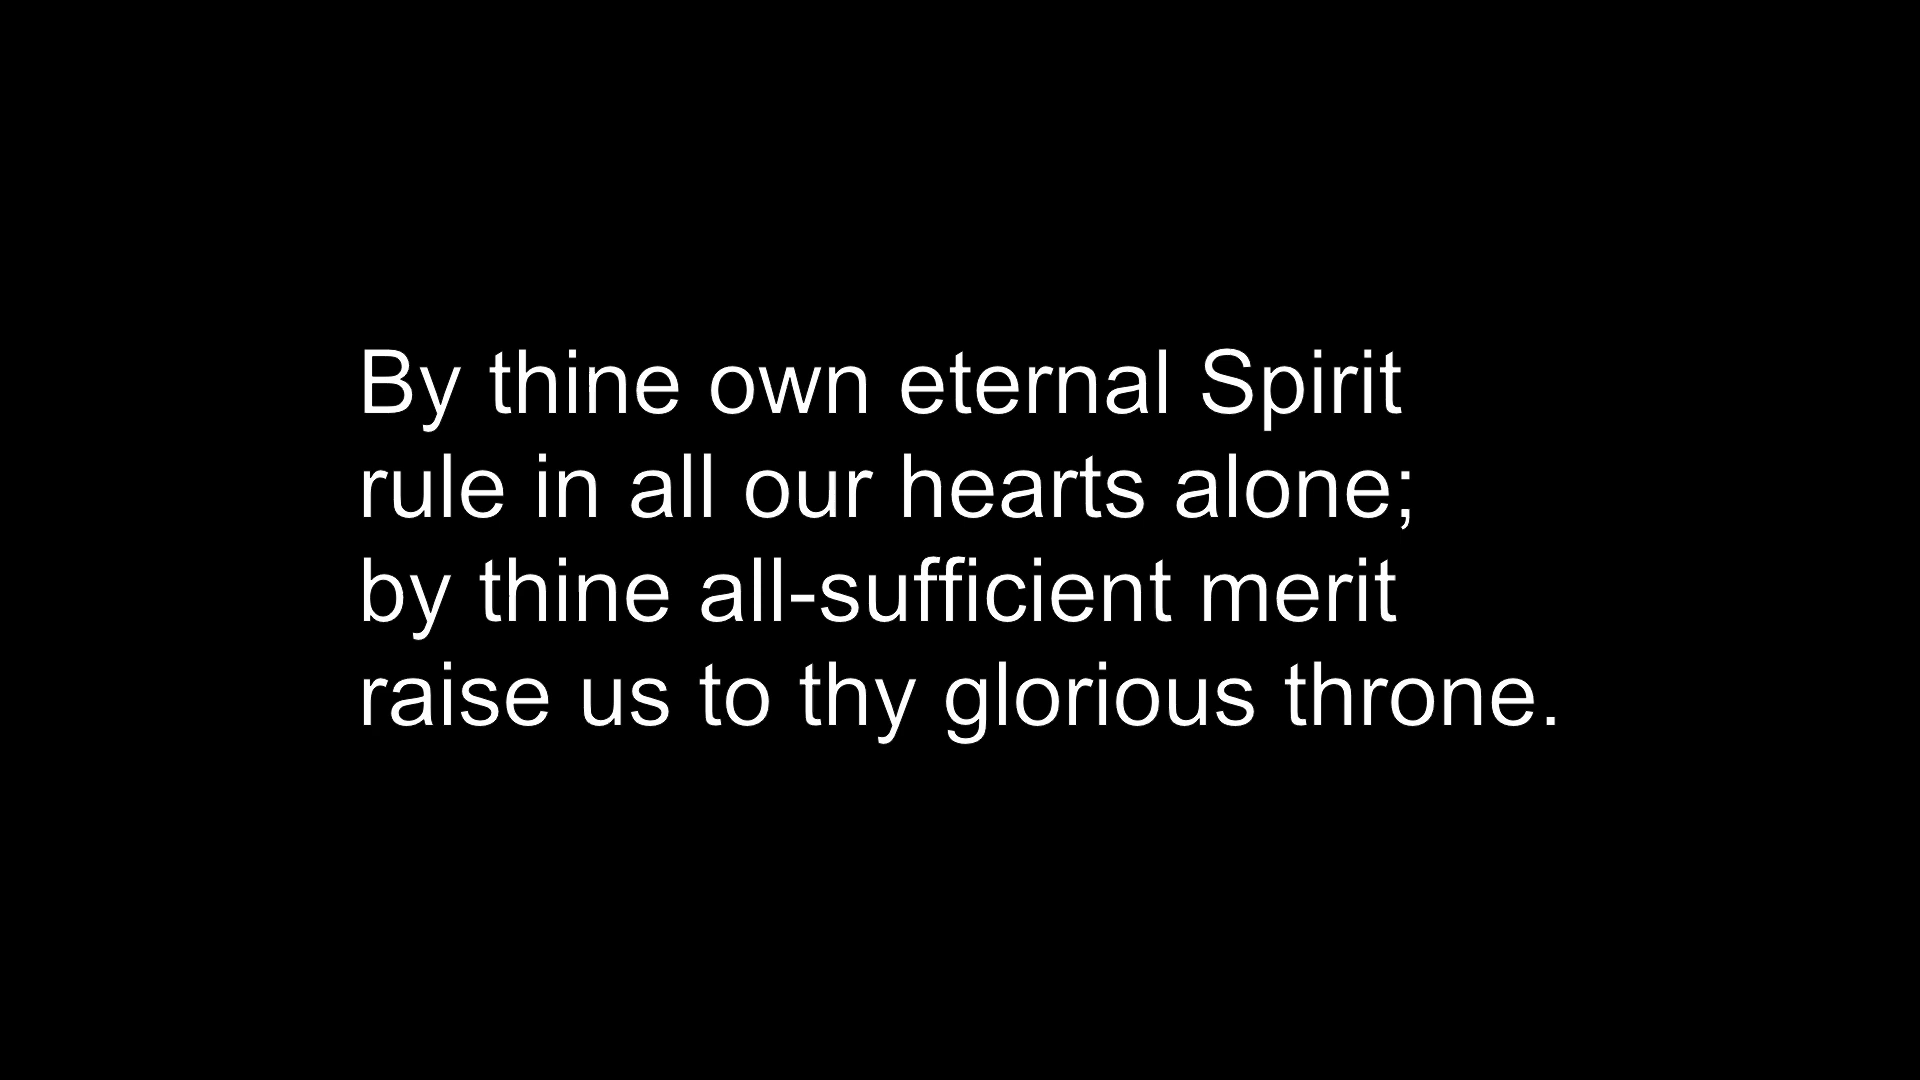 By thine own eternal Spirit
rule in all our hearts alone;
by thine all-sufficient merit
raise us to thy glorious throne.